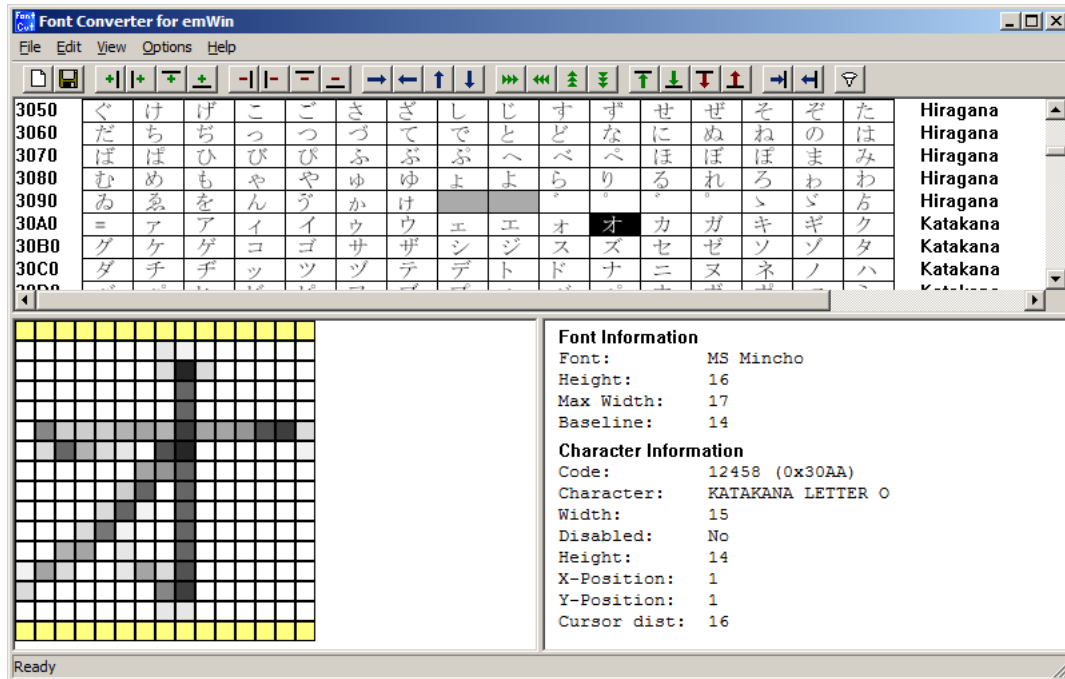 Font Cvt Font Converter for emWin
File Edit View Options Help
3050 ぐ け げ こ ご さ ざ し じ す ず せ ぜ そ ぞ た Hiragana
3060 だ ち ぢ っ つ づ て で と ど な に ぬ ね の は Hiragana
3070 ば ぱ ひ び ぴ ふ ぶ ぷ へ べ ぺ ほ ぼ ぽ ま み Hiragana
3080 む め も ゃ や ゅ ゆ ょ よ ら り る れ ろ ゎ わ Hiragana
3090 ゐ ゑ を ん ゔ ゕ ゖ ゛ ゜ ゛ ゜ ゝ ゞ ゟ Hiragana
30A0 ゠ ァ ア ィ イ ゥ ウ ェ エ ォ オ カ ガ キ ギ ク Katakana
30B0 グ ケ ゲ コ ゴ サ ザ シ ジ ス ズ セ ゼ ソ ゾ タ Katakana
30C0 ダ チ ヂ ッ ツ ヅ テ デ ト ド ナ ニ ヌ ネ ノ ハ Katakana
Font Information
Font: MS Mincho
Height: 16
Max Width: 17
Baseline: 14
Character Information
Code: 12458 (0x30AA)
Character: KATAKANA LETTER O
Width: 15
Disabled: No
Height: 14
X-Position: 1
Y-Position: 1
Cursor dist: 16
Ready